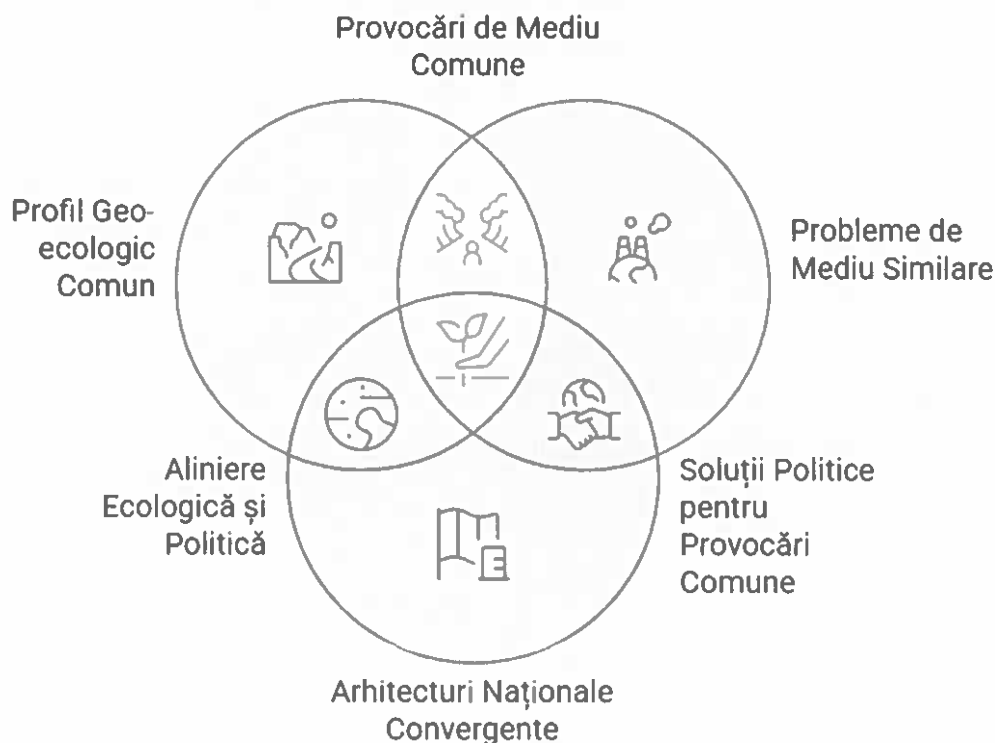 Provocări de Mediu
Comune
Profil Geo-
ecologic
Comun
Probleme de
Mediu Similare
Aliniere
Ecologică și
Politică
Soluții Politice
pentru
Provocări
Comune
Arhitecturi Naționale
Convergente